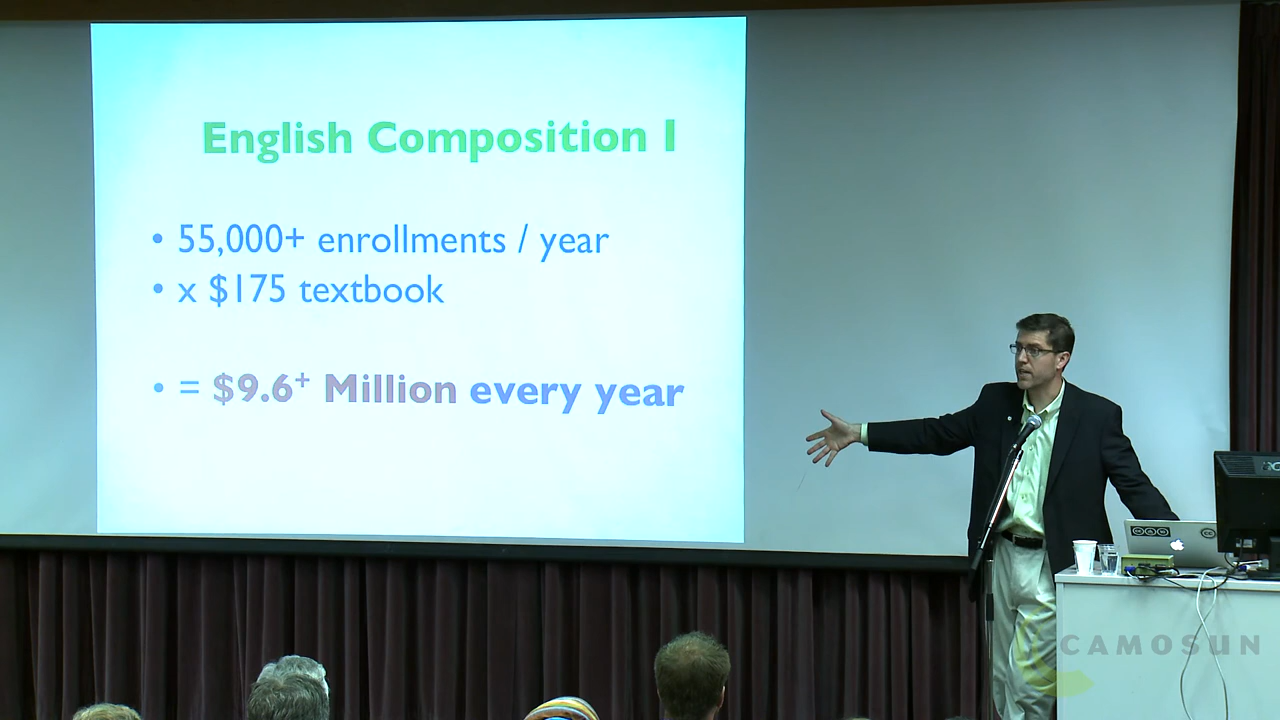 English Composition I
• 55,000+ enrollments / year
• x $175 textbook
• = $9.6+ Million every year
CAMOSUN